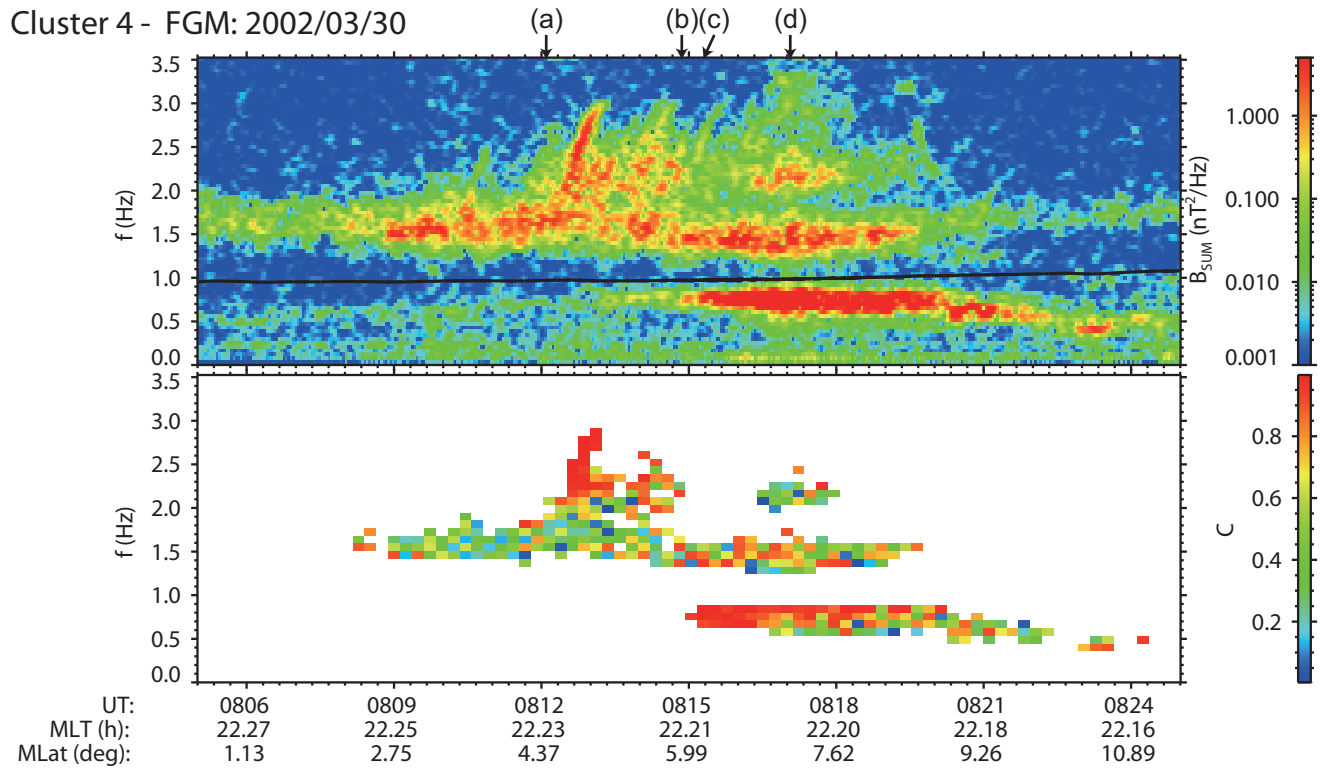 Cluster 4 - FGM: 2002/03/30
(a) (b) (c) (d)
3.5
3.0
2.5
2.0
1.5
1.0
0.5
0.0
f (Hz)
1.000
0.100
0.010
0.001
B_SUM (nT²/Hz)
3.5
3.0
2.5
2.0
1.5
1.0
0.5
0.0
f (Hz)
0.8
0.6
0.4
0.2
C
UT: 0806 0809 0812 0815 0818 0821 0824
MLT (h): 22.27 22.25 22.23 22.21 22.20 22.18 22.16
MLat (deg): 1.13 2.75 4.37 5.99 7.62 9.26 10.89